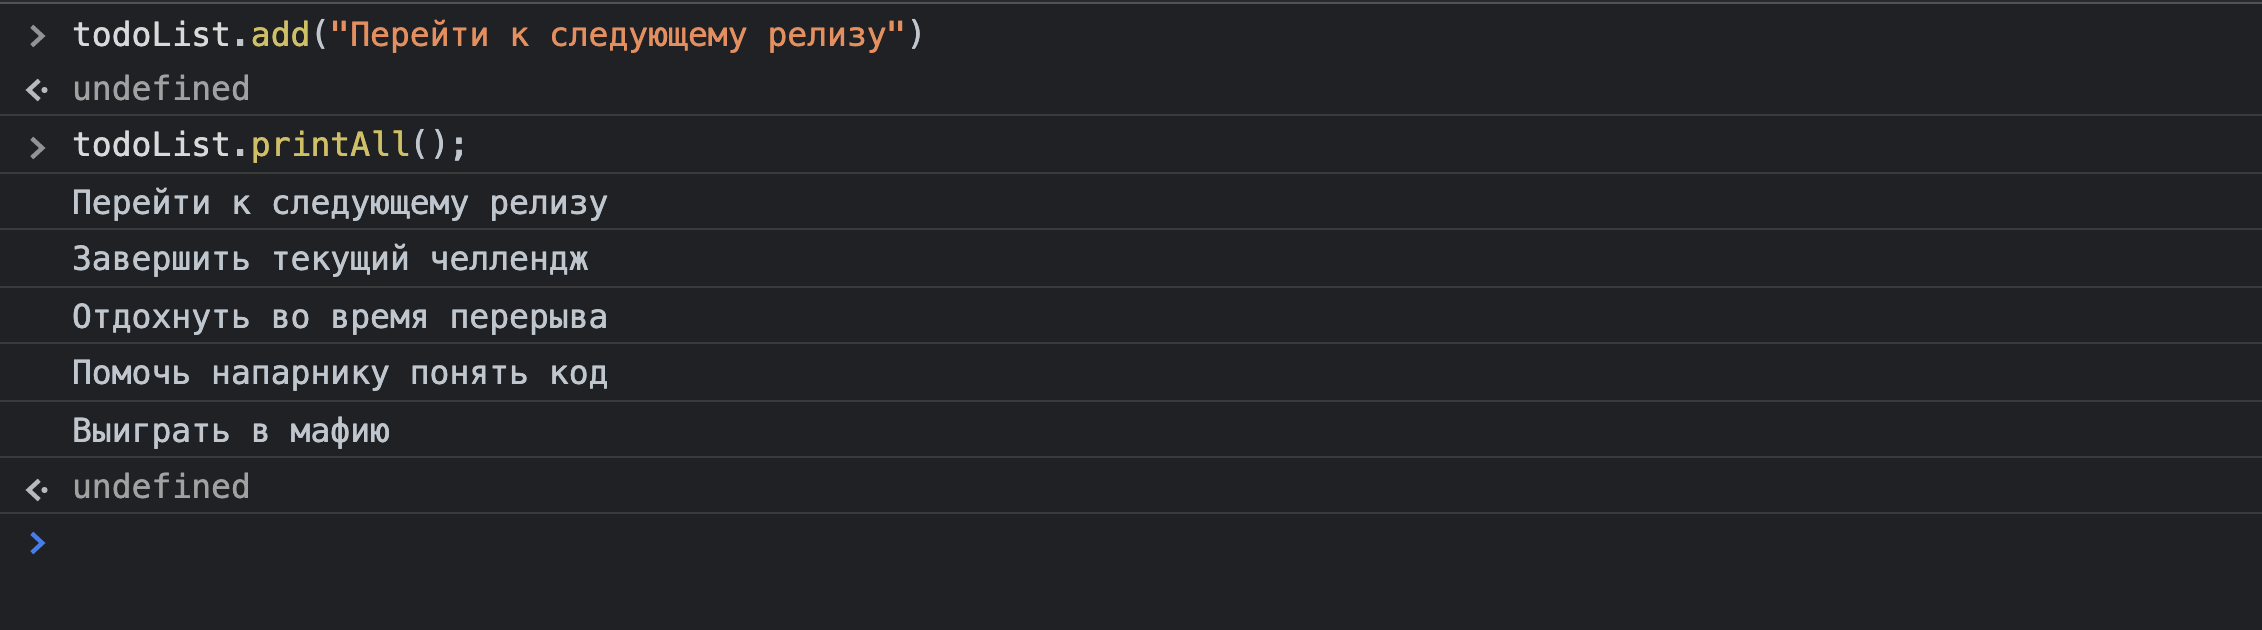 todoList.add("Перейти к следующему релизу")
undefined
todoList.printAll();
Перейти к следующему релизу
Завершить текущий челлендж
Отдохнуть во время перерыва
Помочь напарнику понять код
Выиграть в мафию
undefined